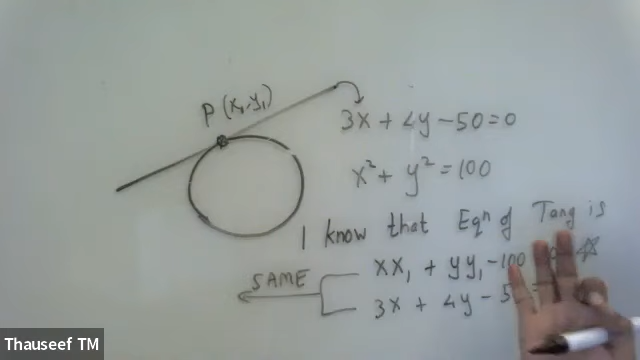 P(x₁, y₁)
3x + 4y - 50 = 0
x² + y² = 100
I know that Eqⁿ of Tang is
xx₁ + yy₁ - 100
SAME
3x + 4y - 5
Thauseef TM